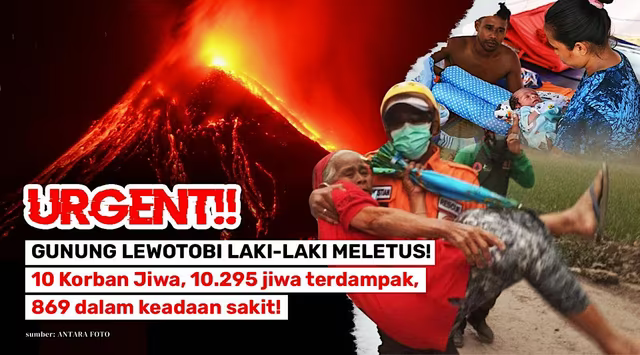 URGENT!!
GUNUNG LEWOTOBI LAKI-LAKI MELETUS!
10 Korban Jiwa, 10.295 jiwa terdampak,
869 dalam keadaan sakit!
sumber: ANTARA FOTO